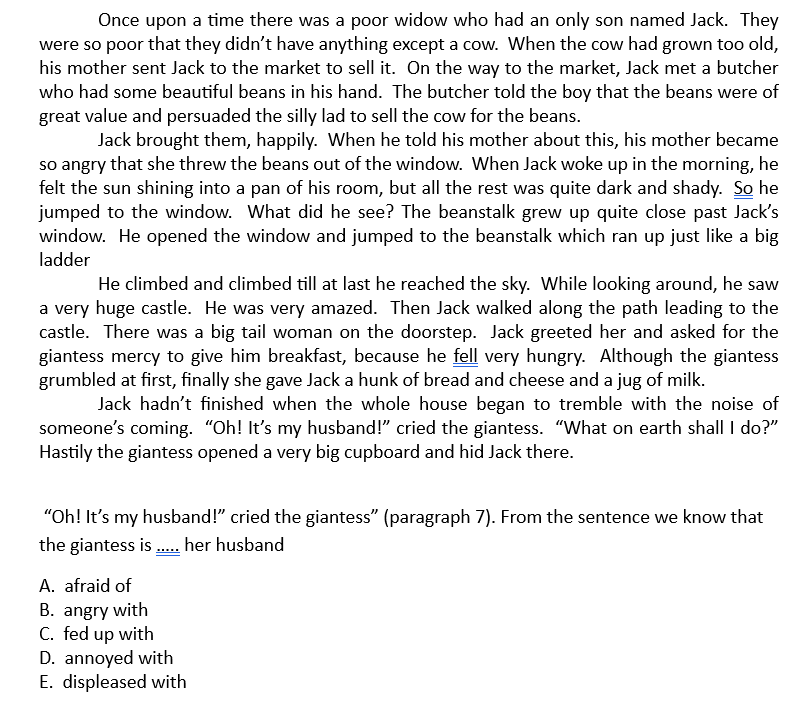 Once upon a time there was a poor widow who had an only son named Jack. They
were so poor that they didn’t have anything except a cow. When the cow had grown too old,
his mother sent Jack to the market to sell it. On the way to the market, Jack met a butcher
who had some beautiful beans in his hand. The butcher told the boy that the beans were of
great value and persuaded the silly lad to sell the cow for the beans.
Jack brought them, happily. When he told his mother about this, his mother became
so angry that she threw the beans out of the window. When Jack woke up in the morning, he
felt the sun shining into a pan of his room, but all the rest was quite dark and shady. So he
jumped to the window. What did he see? The beanstalk grew up quite close past Jack’s
window. He opened the window and jumped to the beanstalk which ran up just like a big
ladder
He climbed and climbed till at last he reached the sky. While looking around, he saw
a very huge castle. He was very amazed. Then Jack walked along the path leading to the
castle. There was a big tail woman on the doorstep. Jack greeted her and asked for the
giantess mercy to give him breakfast, because he fell very hungry. Although the giantess
grumbled at first, finally she gave Jack a hunk of bread and cheese and a jug of milk.
Jack hadn’t finished when the whole house began to tremble with the noise of
someone’s coming. “Oh! It’s my husband!” cried the giantess. “What on earth shall I do?”
Hastily the giantess opened a very big cupboard and hid Jack there.
“Oh! It’s my husband!” cried the giantess” (paragraph 7). From the sentence we know that
the giantess is ..... her husband
A. afraid of
B. angry with
C. fed up with
D. annoyed with
E. displeased with